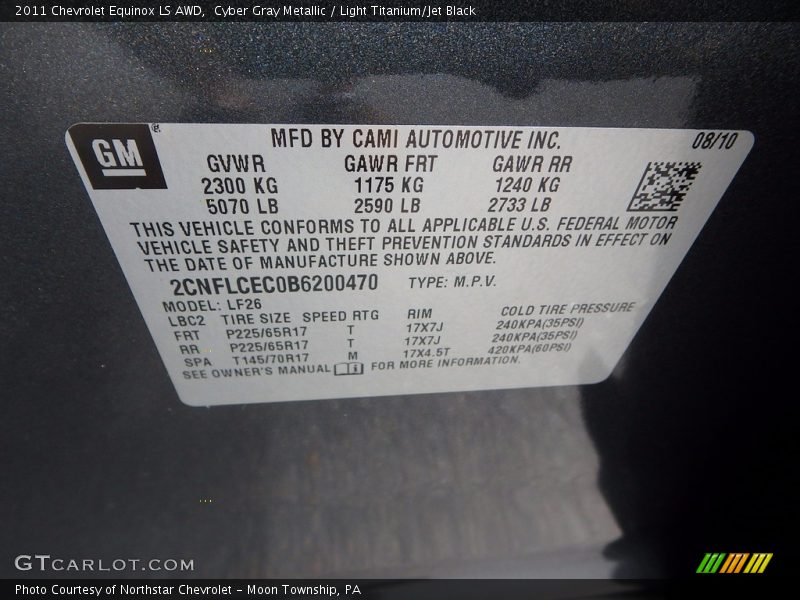 2011 Chevrolet Equinox LS AWD,  Cyber Gray Metallic / Light Titanium/Jet Black
GM
MFD BY CAMI AUTOMOTIVE INC. 08/10
GVWR GAWR FRT GAWR RR
2300 KG 1175 KG 1240 KG
5070 LB 2590 LB 2733 LB
THIS VEHICLE CONFORMS TO ALL APPLICABLE U.S. FEDERAL MOTOR
VEHICLE SAFETY AND THEFT PREVENTION STANDARDS IN EFFECT ON
THE DATE OF MANUFACTURE SHOWN ABOVE.
2CNFLCEC0B6200470 TYPE: M.P.V.
MODEL: LF26
LBC2 TIRE SIZE SPEED RTG RIM COLD TIRE PRESSURE
FRT P225/65R17 T 17X7J 240KPA(35PSI)
RR P225/65R17 T 17X7J 240KPA(35PSI)
SPA T145/70R17 M 17X4.5T 420KPA(60PSI)
SEE OWNER'S MANUAL FOR MORE INFORMATION.
GTCARLOT.COM
Photo Courtesy of Northstar Chevrolet - Moon Township, PA